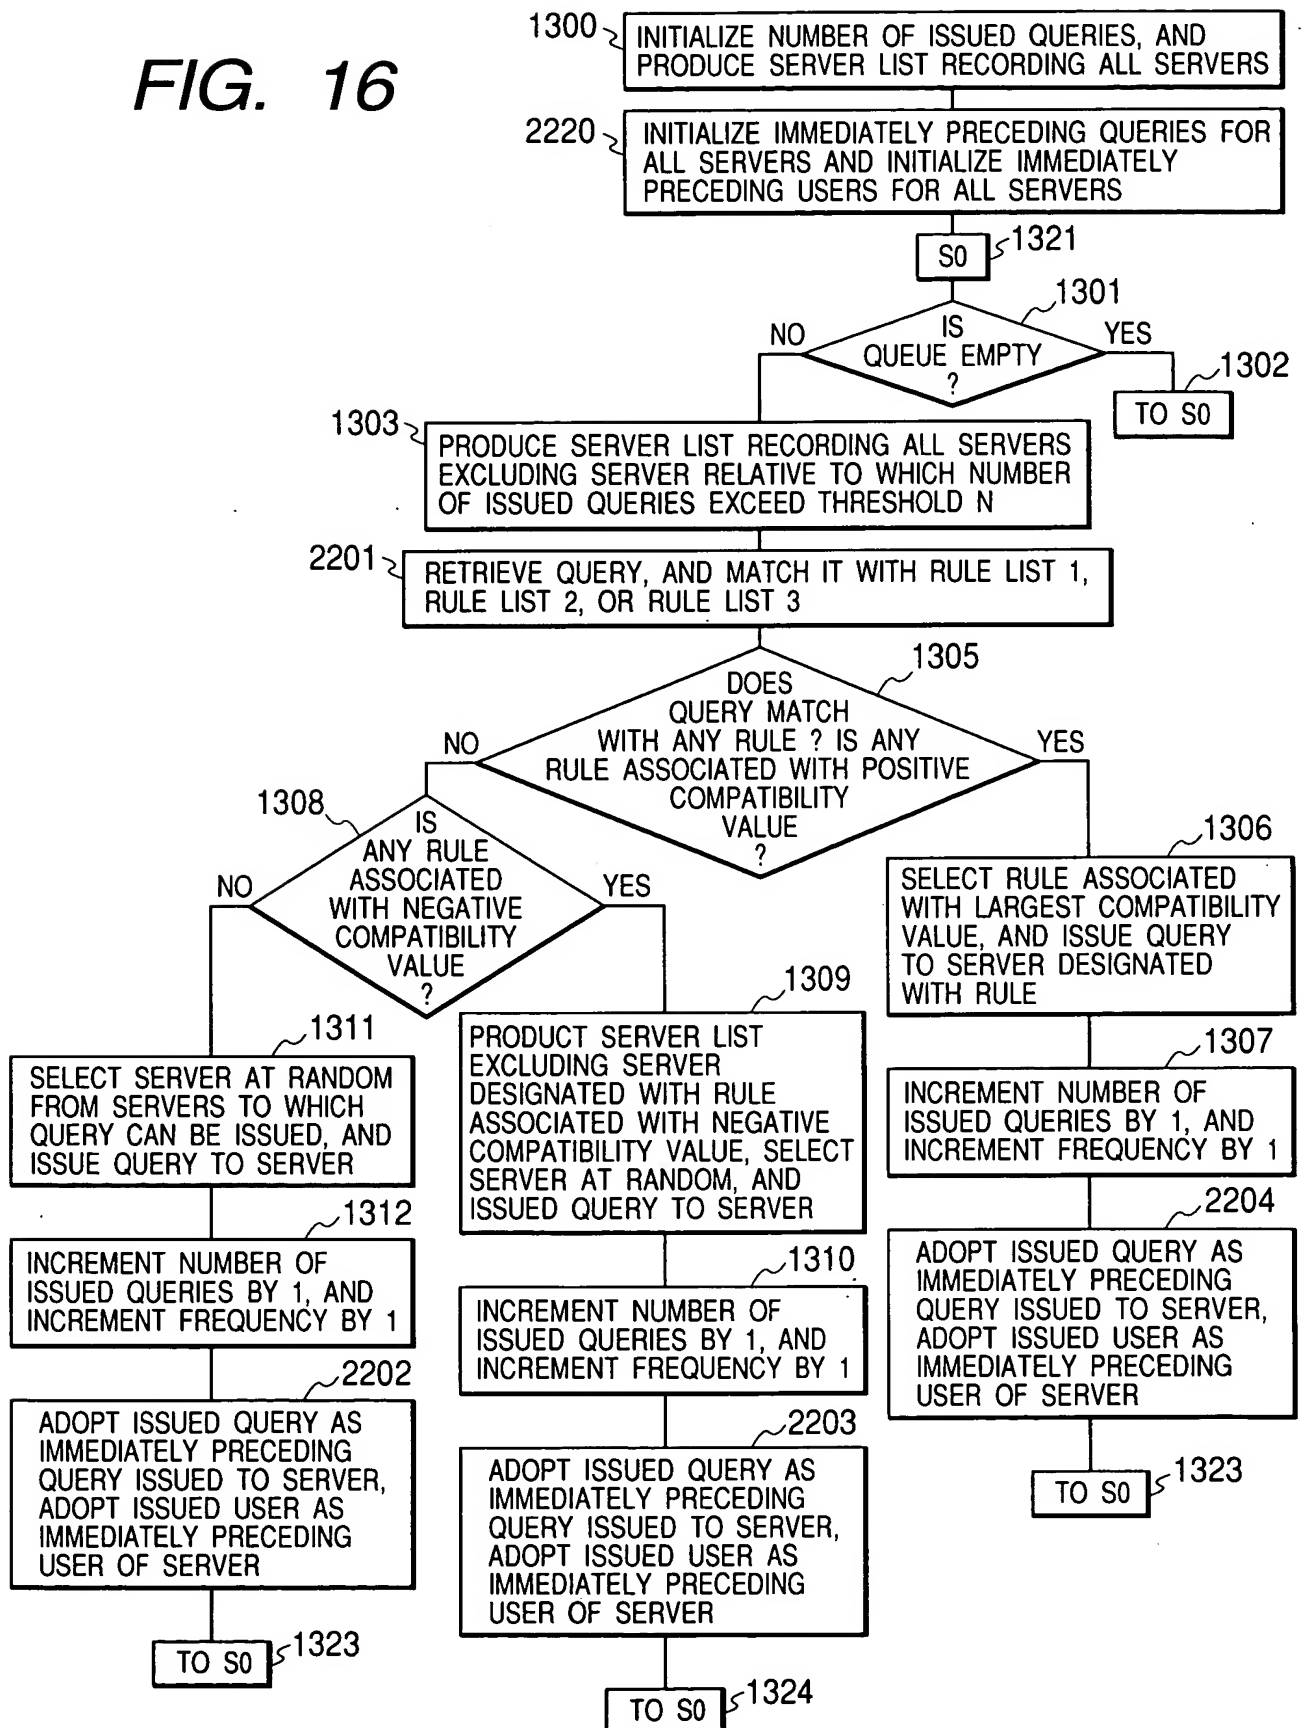 FIG. 16
1300
INITIALIZE NUMBER OF ISSUED QUERIES, AND
PRODUCE SERVER LIST RECORDING ALL SERVERS
2220
INITIALIZE IMMEDIATELY PRECEDING QUERIES FOR
ALL SERVERS AND INITIALIZE IMMEDIATELY
PRECEDING USERS FOR ALL SERVERS
1321
S0
1301
IS
QUEUE EMPTY
?
NO
YES
1302
TO S0
1303
PRODUCE SERVER LIST RECORDING ALL SERVERS
EXCLUDING SERVER RELATIVE TO WHICH NUMBER
OF ISSUED QUERIES EXCEED THRESHOLD N
2201
RETRIEVE QUERY, AND MATCH IT WITH RULE LIST 1,
RULE LIST 2, OR RULE LIST 3
1305
DOES
QUERY MATCH
WITH ANY RULE ? IS ANY
RULE ASSOCIATED WITH POSITIVE
COMPATIBILITY
VALUE
?
NO
YES
1308
IS
ANY RULE
ASSOCIATED
WITH NEGATIVE
COMPATIBILITY
VALUE
?
NO
YES
1306
SELECT RULE ASSOCIATED
WITH LARGEST COMPATIBILITY
VALUE, AND ISSUE QUERY
TO SERVER DESIGNATED
WITH RULE
1311
SELECT SERVER AT RANDOM
FROM SERVERS TO WHICH
QUERY CAN BE ISSUED, AND
ISSUE QUERY TO SERVER
1309
PRODUCT SERVER LIST
EXCLUDING SERVER
DESIGNATED WITH RULE
ASSOCIATED WITH NEGATIVE
COMPATIBILITY VALUE, SELECT
SERVER AT RANDOM, AND
ISSUED QUERY TO SERVER
1307
INCREMENT NUMBER OF
ISSUED QUERIES BY 1, AND
INCREMENT FREQUENCY BY 1
1312
INCREMENT NUMBER OF
ISSUED QUERIES BY 1, AND
INCREMENT FREQUENCY BY 1
1310
INCREMENT NUMBER OF
ISSUED QUERIES BY 1, AND
INCREMENT FREQUENCY BY 1
2204
ADOPT ISSUED QUERY AS
IMMEDIATELY PRECEDING
QUERY ISSUED TO SERVER,
ADOPT ISSUED USER AS
IMMEDIATELY PRECEDING
USER OF SERVER
2202
ADOPT ISSUED QUERY AS
IMMEDIATELY PRECEDING
QUERY ISSUED TO SERVER,
ADOPT ISSUED USER AS
IMMEDIATELY PRECEDING
USER OF SERVER
2203
ADOPT ISSUED QUERY AS
IMMEDIATELY PRECEDING
QUERY ISSUED TO SERVER,
ADOPT ISSUED USER AS
IMMEDIATELY PRECEDING
USER OF SERVER
1323
TO S0
1323
TO S0
1324
TO S0